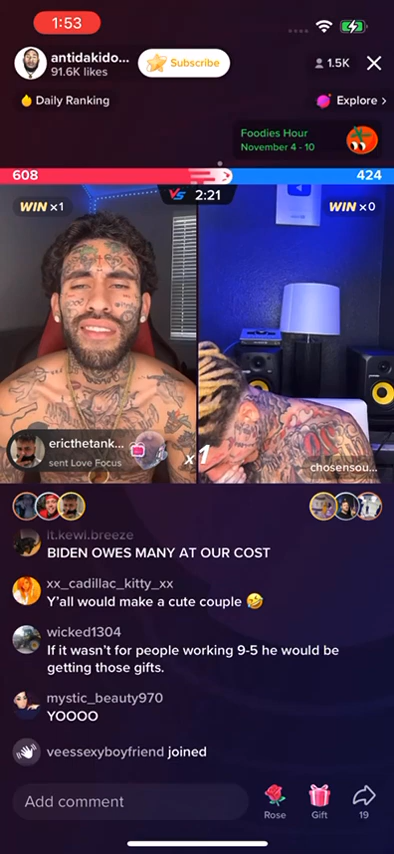 1:53
antidakido...
91.6K likes
Subscribe
1.5K
Daily Ranking
Explore >
Foodies Hour
November 4 - 10
608
424
VS 2:21
WIN x1
WIN x0
ericthetank...
sent Love Focus
x1
chosensou...
it.kewl.breeze
BIDEN OWES MANY AT OUR COST
xx_cadillac_kitty_xx
Y'all would make a cute couple 🤣
wicked1304
If it wasn't for people working 9-5 he would be
getting those gifts.
mystic_beauty970
YOOOO
veessexyboyfriend joined
Add comment
Rose
Gift
19